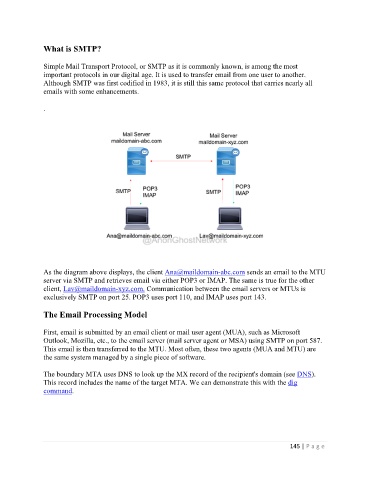 What is SMTP?
Simple Mail Transport Protocol, or SMTP as it is commonly known, is among the most
important protocols in our digital age. It is used to transfer email from one user to another.
Although SMTP was first codified in 1983, it is still this same protocol that carries nearly all
emails with some enhancements.
.
Mail Server
maildomain-abc.com
Mail Server
maildomain-xyz.com
SMTP
SMTP
POP3
IMAP
SMTP
POP3
IMAP
Ana@maildomain-abc.com
Lav@maildomain-xyz.com
@AnonGhostNetwork
As the diagram above displays, the client Ana@maildomain-abc.com sends an email to the MTU
server via SMTP and retrieves email via either POP3 or IMAP. The same is true for the other
client, Lav@maildomain-xyz.com. Communication between the email servers or MTUs is
exclusively SMTP on port 25. POP3 uses port 110, and IMAP uses port 143.
The Email Processing Model
First, email is submitted by an email client or mail user agent (MUA), such as Microsoft
Outlook, Mozilla, etc., to the email server (mail server agent or MSA) using SMTP on port 587.
This email is then transferred to the MTU. Most often, these two agents (MUA and MTU) are
the same system managed by a single piece of software.
The boundary MTA uses DNS to look up the MX record of the recipient's domain (see DNS).
This record includes the name of the target MTA. We can demonstrate this with the dig
command.
145 | Page